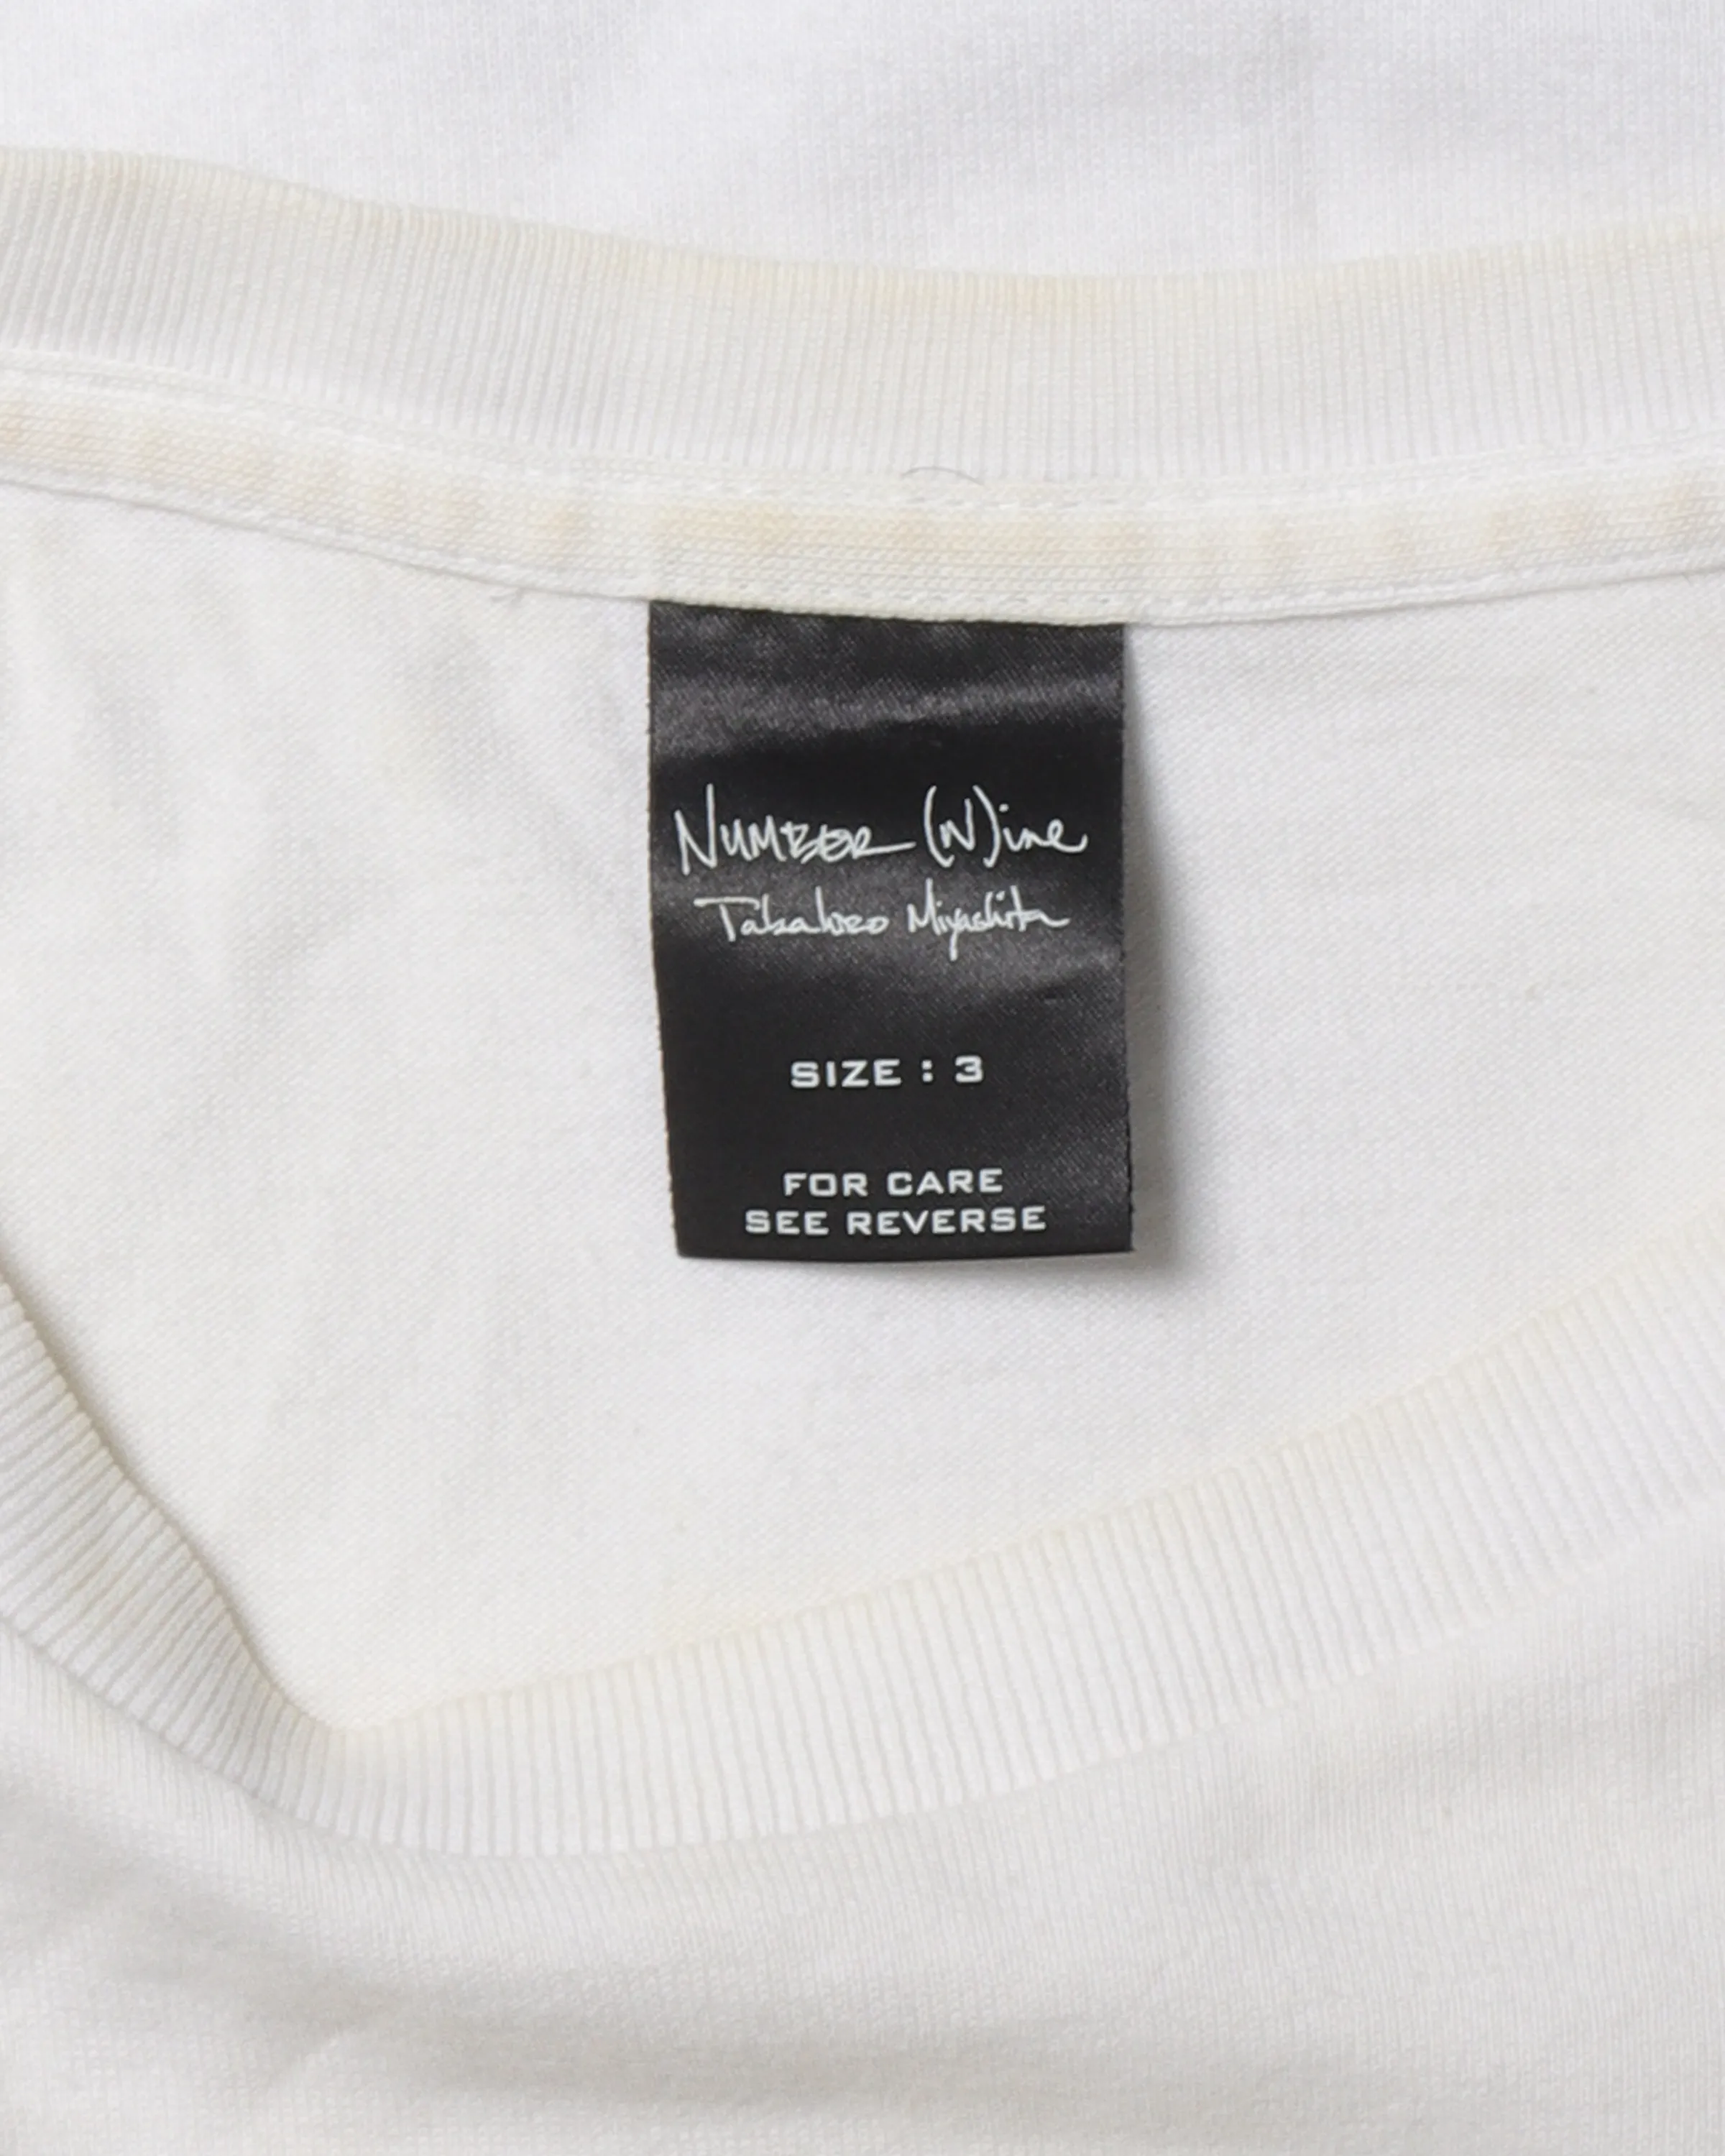 NUMBER (N)ine
Takahiro Miyashita
SIZE : 3
FOR CARE
SEE REVERSE